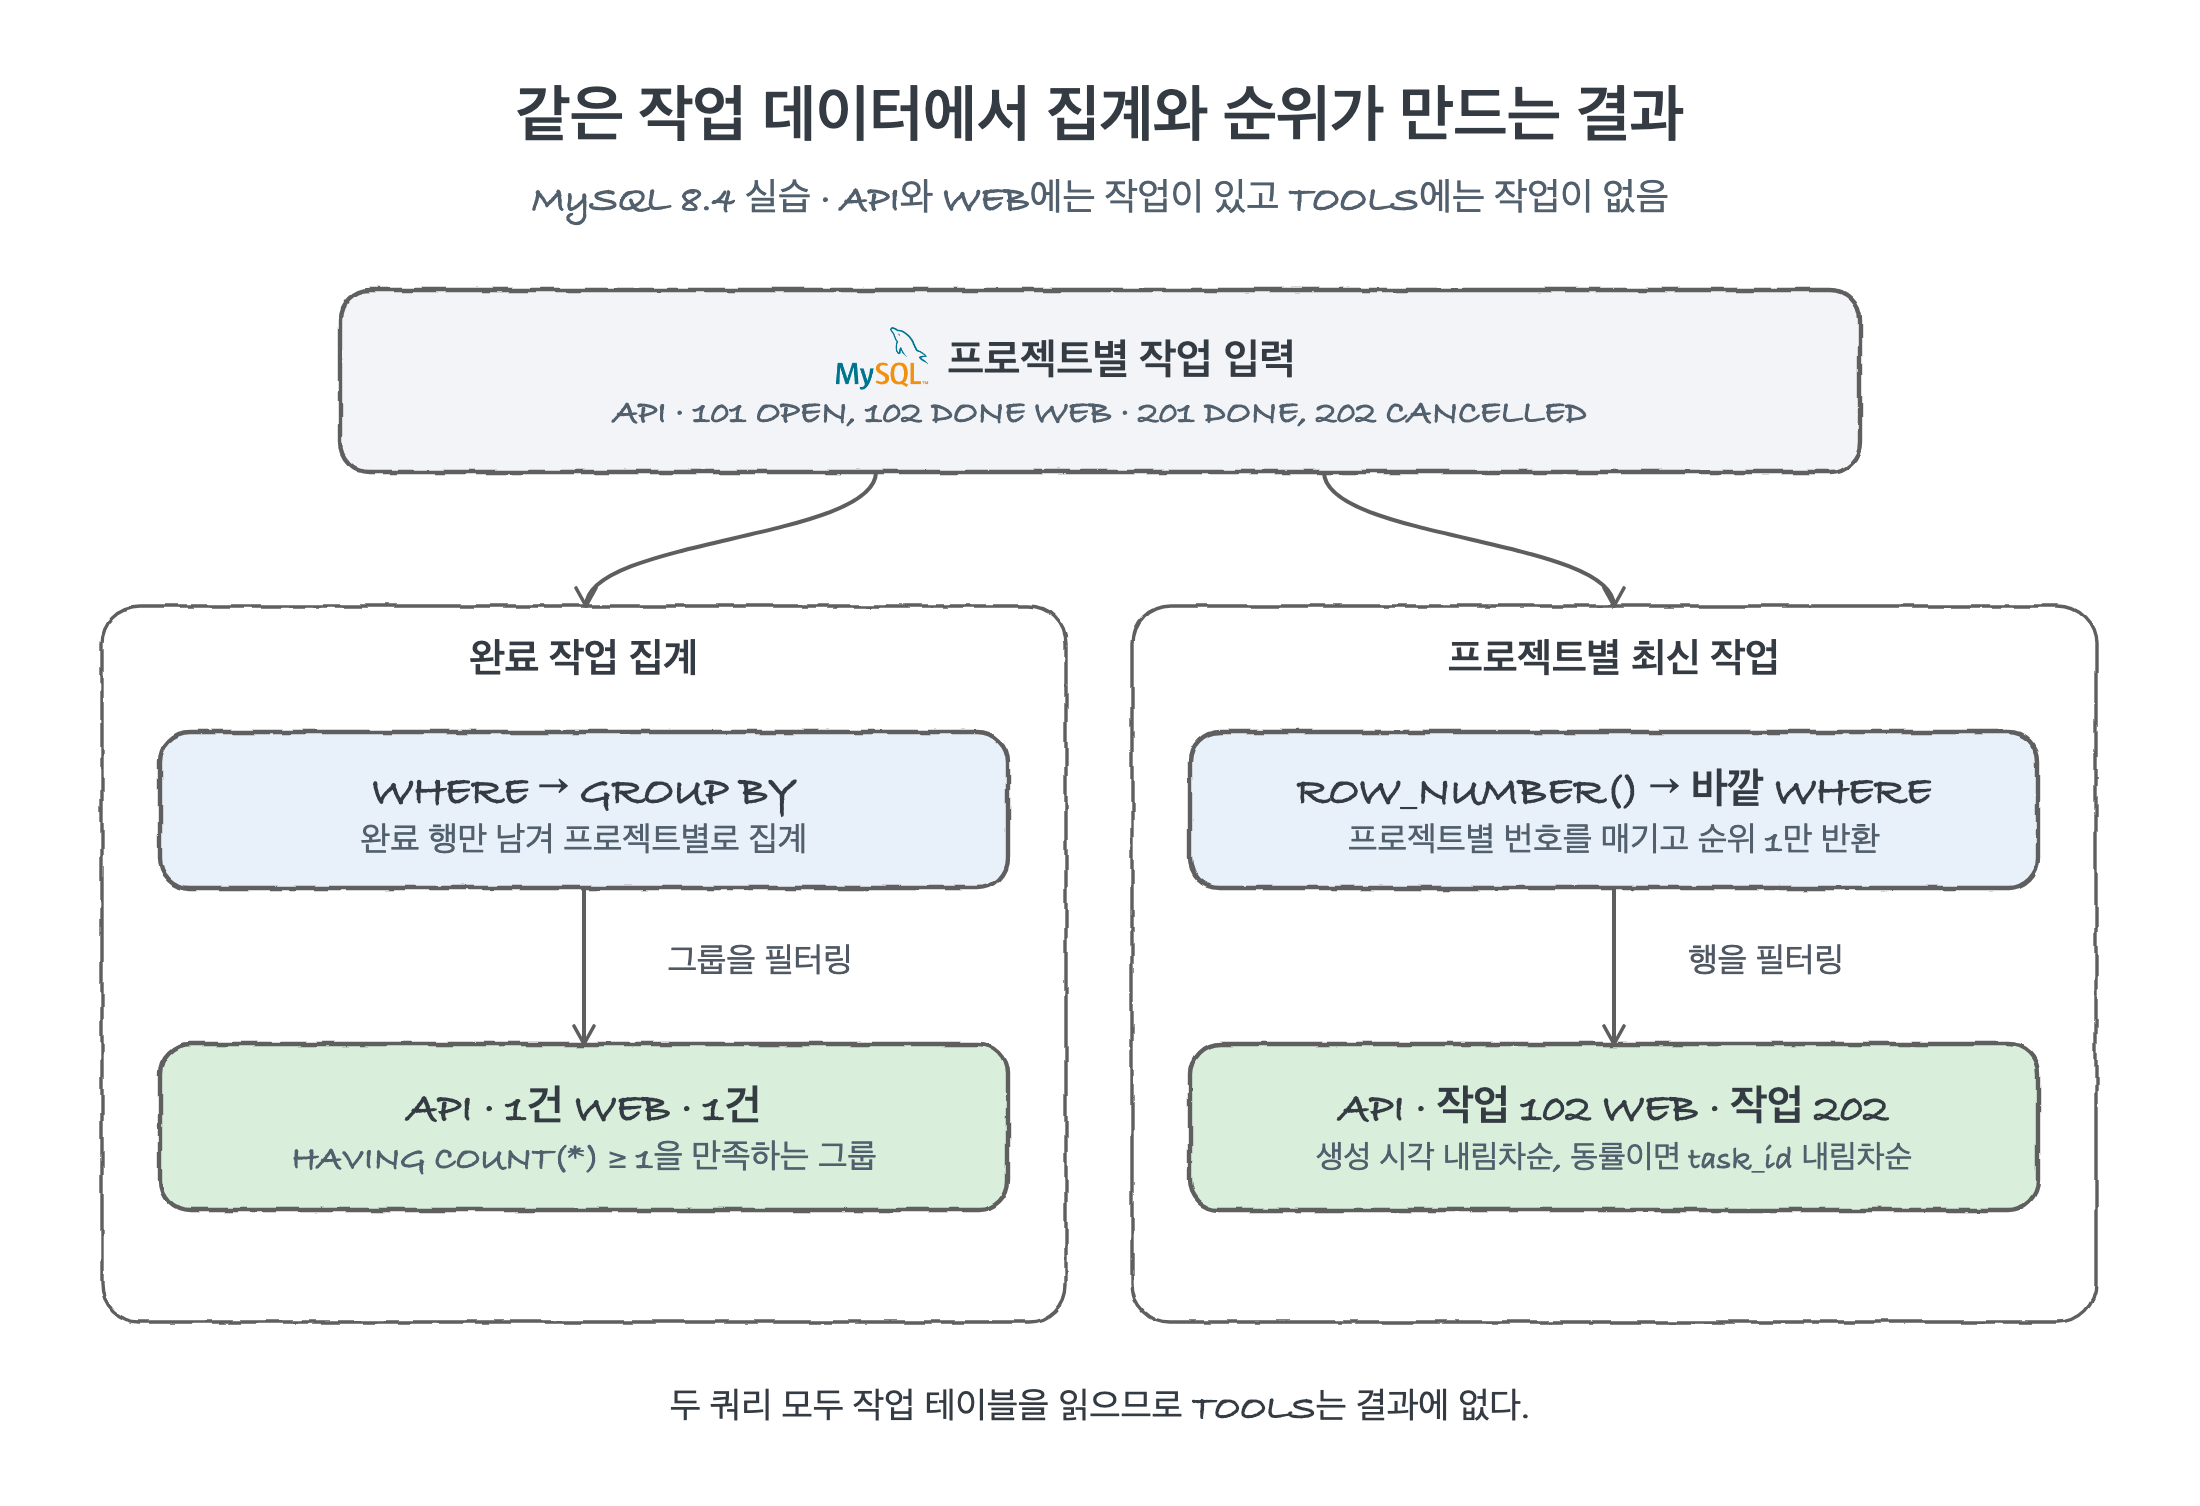 같은 작업 데이터에서 집계와 순위가 만드는 결과
MySQL 8.4 실습 · API와 WEB에는 작업이 있고 TOOLS에는 작업이 없음
MySQL™ 프로젝트별 작업 입력
API · 101 OPEN, 102 DONE WEB · 201 DONE, 202 CANCELLED
완료 작업 집계
WHERE → GROUP BY
완료 행만 남겨 프로젝트별로 집계
그룹을 필터링
API · 1건 WEB · 1건
HAVING COUNT(*) ≥ 1을 만족하는 그룹
프로젝트별 최신 작업
ROW_NUMBER() → 바깥 WHERE
프로젝트별 번호를 매기고 순위 1만 반환
행을 필터링
API · 작업 102 WEB · 작업 202
생성 시각 내림차순, 동률이면 task_id 내림차순
두 쿼리 모두 작업 테이블을 읽으므로 TOOLS는 결과에 없다.